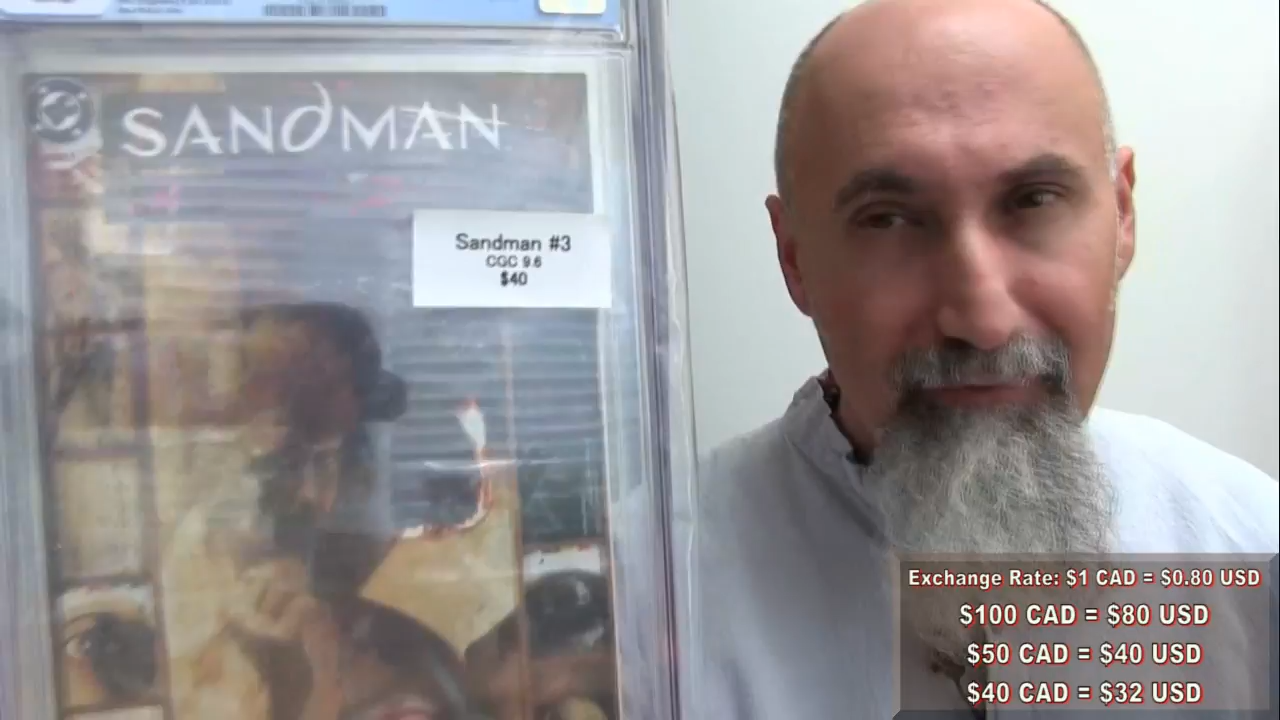 SANDMAN
Sandman #3
CGC 9.6
$40
Exchange Rate: $1 CAD = $0.80 USD
$100 CAD = $80 USD
$50 CAD = $40 USD
$40 CAD = $32 USD